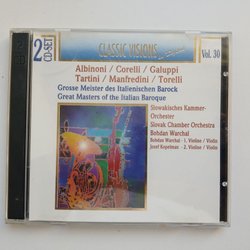 2
CD-SET
CLASSIC VISIONS
Vol. 30
Albinoni / Corelli / Galuppi
Tartini / Manfredini / Torelli
Grosse Meister des Italienischen Barock
Great Masters of the Italian Baroque
Slowakisches Kammer-
Orchester
Slovak Chamber Orchestra
Bohdan Warchal
Bohdan Warchal - 1. Violine / Violin
Jozef Kopelman - 2. Violine / Violin